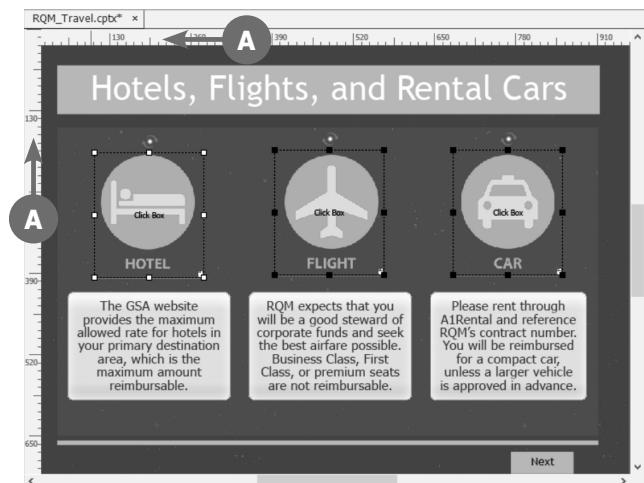 RQM_Travel.cptx* ×
130 260 390 520 650 780 910
A
Hotels, Flights, and Rental Cars
130
A
Click Box Click Box Click Box
HOTEL FLIGHT CAR
390
The GSA website
provides the maximum
allowed rate for hotels in
your primary destination
area, which is the
maximum amount
reimbursable.
RQM expects that you
will be a good steward of
corporate funds and seek
the best airfare possible.
Business Class, First
Class, or premium seats
are not reimbursable.
Please rent through
A1Rental and reference
RQM's contract number.
You will be reimbursed
for a compact car,
unless a larger vehicle
is approved in advance.
520
650
Next